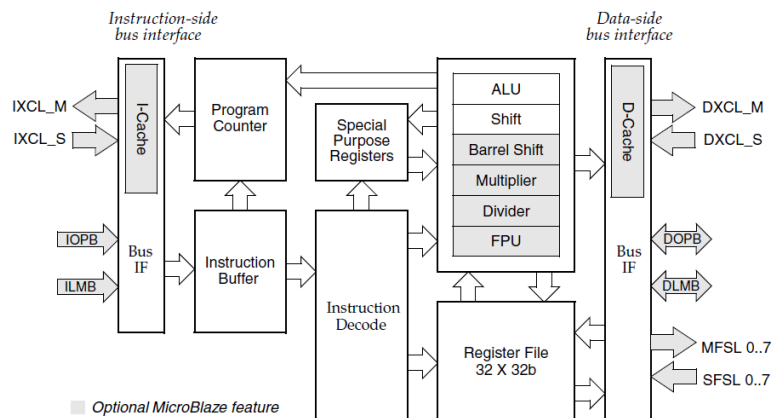 Instruction-side
bus interface
Data-side
bus interface
IXCL_M
IXCL_S
I-Cache
Program
Counter
Special
Purpose
Registers
ALU
Shift
Barrel Shift
Multiplier
Divider
FPU
D-Cache
DXCL_M
DXCL_S
IOPB
ILMB
Bus
IF
Instruction
Buffer
Instruction
Decode
Register File
32 X 32b
Bus
IF
DOPB
DLMB
MFSL 0..7
SFSL 0..7
Optional MicroBlaze feature